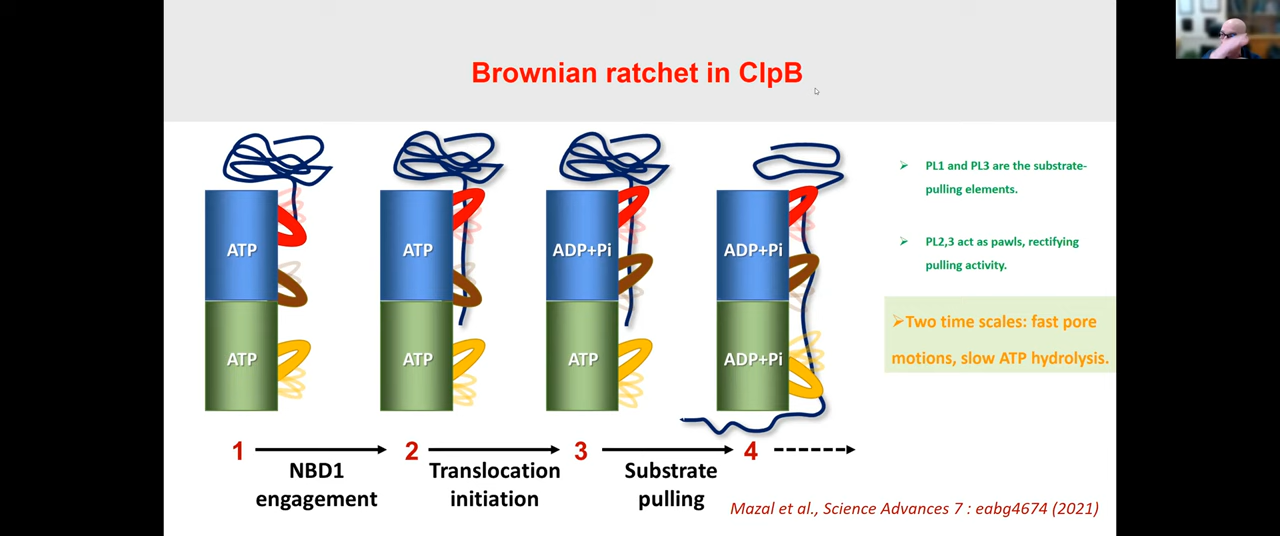 Brownian ratchet in ClpB
ATP
ATP
ATP
ATP
ADP+Pi
ATP
ADP+Pi
ADP+Pi
➢ PL1 and PL3 are the substrate-
pulling elements.
➢ PL2,3 act as pawls, rectifying
pulling activity.
➢Two time scales: fast pore
motions, slow ATP hydrolysis.
1
2
3
4
NBD1
engagement
Translocation
initiation
Substrate
pulling
Mazal et al., Science Advances 7 : eabg4674 (2021)